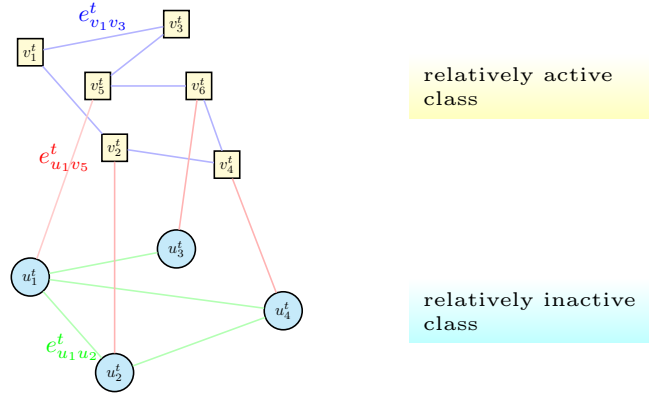 e^t_{v_1v_3}
v^t_3
v^t_1
relatively active
class
v^t_5
v^t_6
v^t_2
e^t_{u_1v_5}
v^t_4
u^t_3
u^t_1
relatively inactive
class
u^t_4
e^t_{u_1u_2}
u^t_2